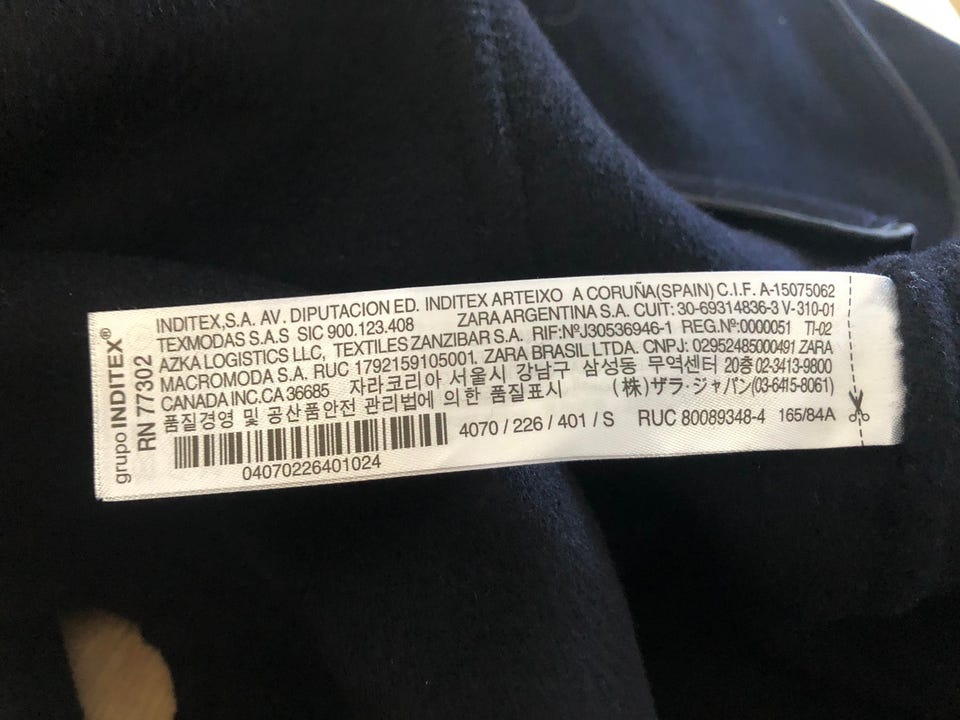 grupo INDITEX®
RN 77302
INDITEX,S.A. AV. DIPUTACION ED. INDITEX ARTEIXO A CORUÑA(SPAIN) C.I.F. A-15075062
TEXMODAS S.A.S SIC 900.123.408 ZARA ARGENTINA S.A. CUIT: 30-69314836-3 V-310-01
AZKA LOGISTICS LLC, TEXTILES ZANZIBAR S.A. RIF:NºJ30536946-1 REG.Nº:0000051 TI-02
MACROMODA S.A. RUC 1792159105001. ZARA BRASIL LTDA. CNPJ: 02952485000491 ZARA
CANADA INC.CA 36685 자라코리아 서울시 강남구 삼성동 무역센터 20층 02-3413-9800
품질경영 및 공산품안전 관리법에 의한 품질표시 (株)ザラ・ジャパン(03-6415-8061)
4070 / 226 / 401 / S RUC 80089348-4 165/84A
04070226401024